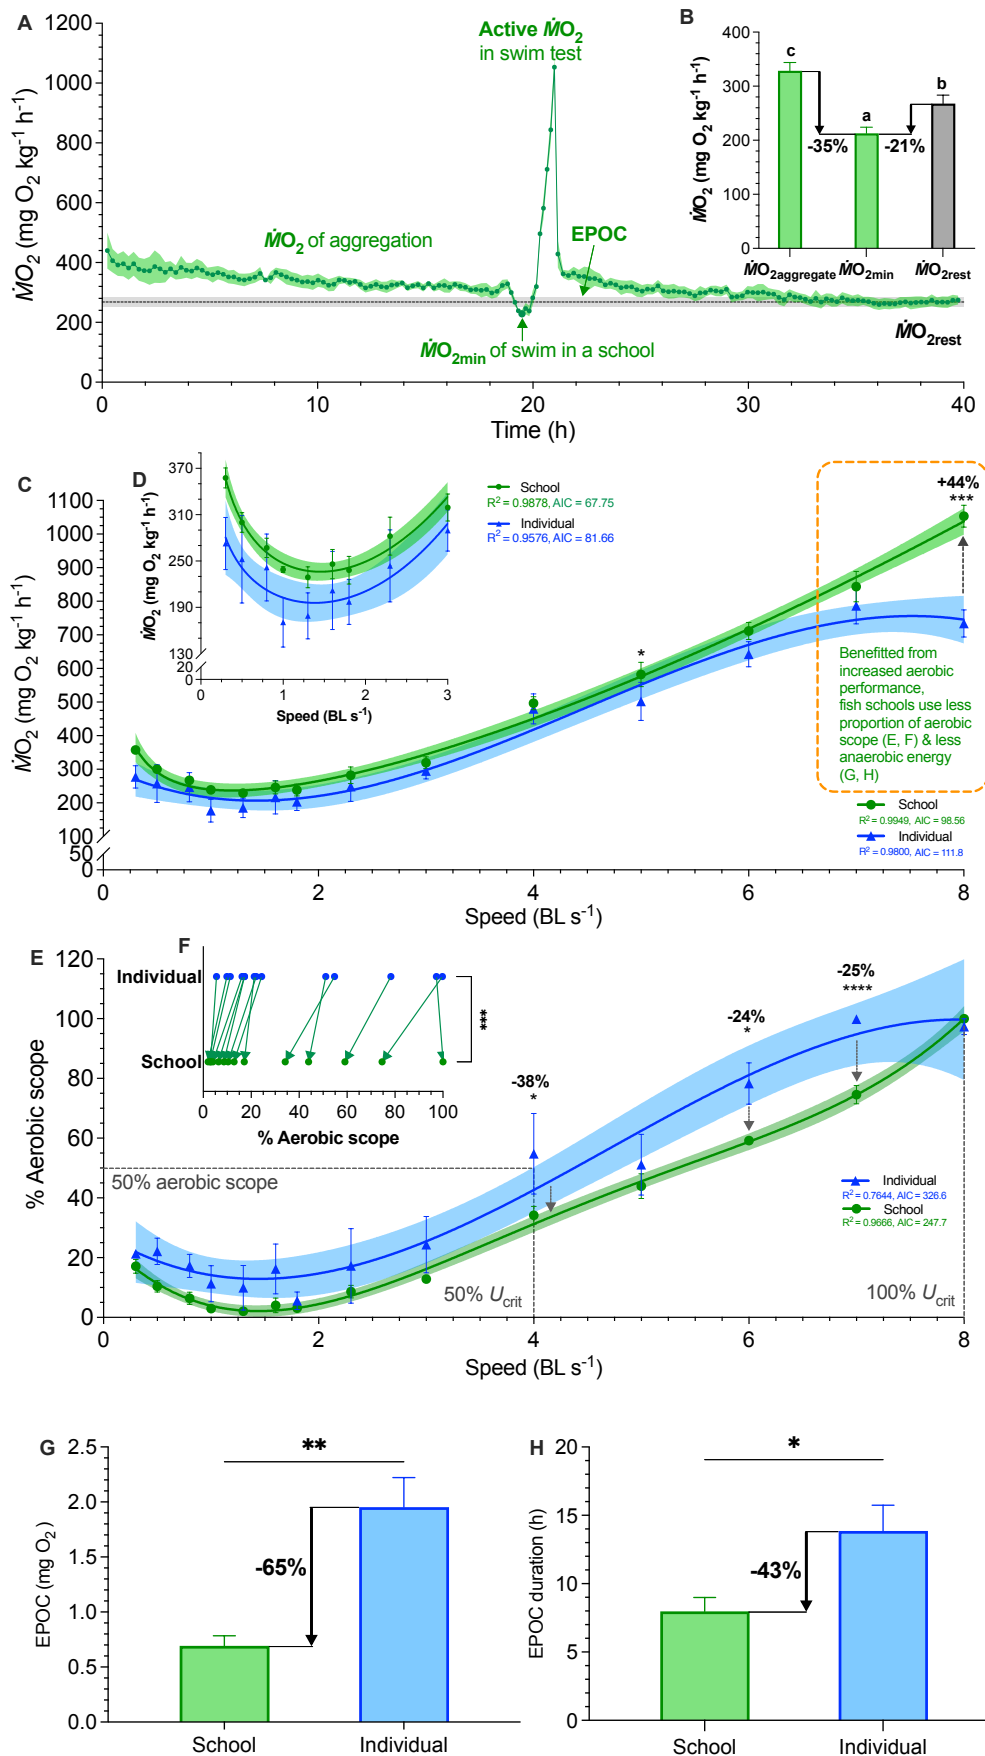 A
1200
1000
800
600
400
200
0
ṀO2 (mg O2 kg-1 h-1)
Active ṀO2
in swim test
ṀO2 of aggregation
EPOC
ṀO2min of swim in a school
ṀO2rest
0
10
20
30
40
Time (h)
B
400
300
200
100
0
ṀO2 (mg O2 kg-1 h-1)
c
a
b
-35%
-21%
ṀO2aggregate
ṀO2min
ṀO2rest
C
1100
1000
900
800
700
600
500
400
300
200
100
50
0
ṀO2 (mg O2 kg-1 h-1)
0
2
4
6
8
Speed (BL s-1)
D
370
310
250
190
130
20
0
ṀO2 (mg O2 kg-1 h-1)
0
1
2
3
Speed (BL s-1)
School
R2 = 0.9878, AIC = 67.75
Individual
R2 = 0.9576, AIC = 81.66
*
+44%
***
Benefitted from
increased aerobic
performance,
fish schools use less
proportion of aerobic
scope (E, F) & less
anaerobic energy
(G, H)
School
R2 = 0.9949, AIC = 98.56
Individual
R2 = 0.9800, AIC = 111.8
E
120
100
80
60
40
20
0
% Aerobic scope
F
Individual
School
***
0
20
40
60
80
100
% Aerobic scope
-38%
*
-24%
*
-25%
****
50% aerobic scope
Individual
R2 = 0.7644, AIC = 326.6
School
R2 = 0.9666, AIC = 247.7
50% Ucrit
100% Ucrit
0
2
4
6
8
Speed (BL s-1)
G
2.5
2.0
1.5
1.0
0.5
0.0
EPOC (mg O2)
**
-65%
School
Individual
H
20
15
10
5
0
EPOC duration (h)
*
-43%
School
Individual